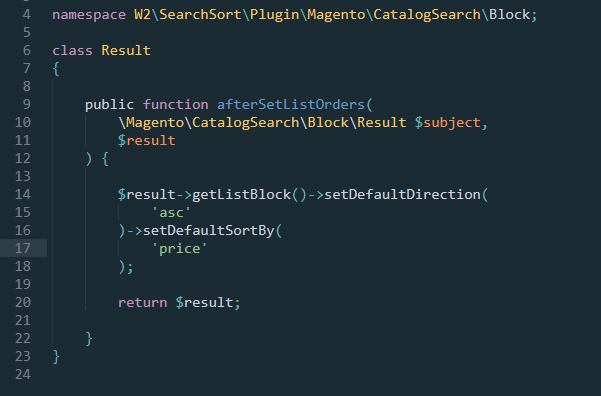 4 namespace W2\SearchSort\Plugin\Magento\CatalogSearch\Block;
5
6 class Result
7 {
8
9     public function afterSetListOrders(
10         \Magento\CatalogSearch\Block\Result $subject,
11         $result
12     ) {
13
14         $result->getListBlock()->setDefaultDirection(
15             'asc'
16         )->setDefaultSortBy(
17             'price'
18         );
19
20         return $result;
21
22     }
23 }
24